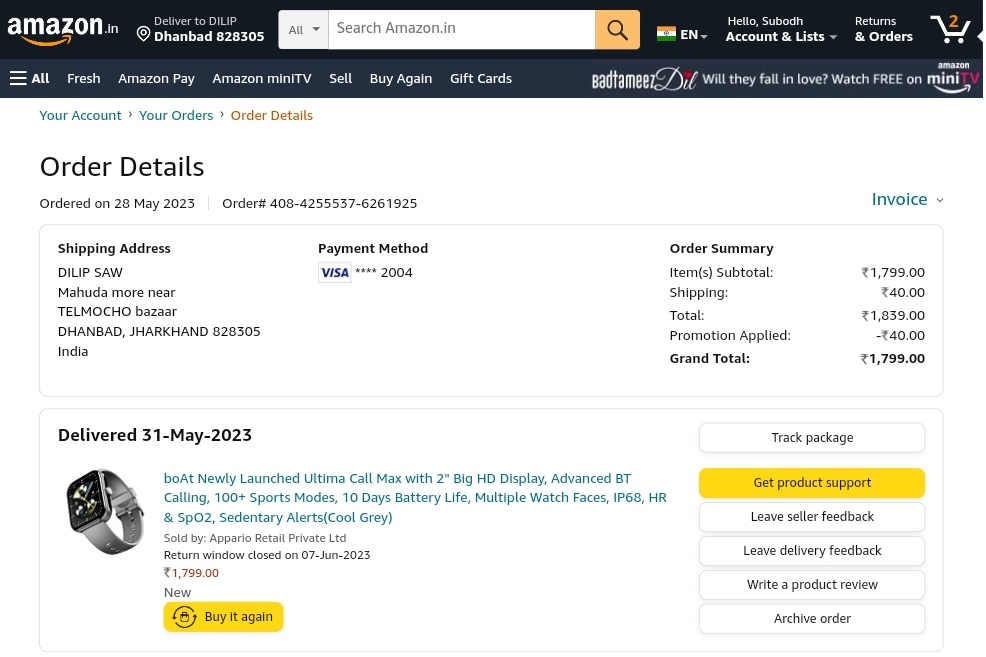 amazon.in
Deliver to DILIP
Dhanbad 828305
All
Search Amazon.in
EN
Hello, Subodh
Account & Lists
Returns
& Orders
2
All
Fresh
Amazon Pay
Amazon miniTV
Sell
Buy Again
Gift Cards
BadtameezDil Will they fall in love? Watch FREE on amazon miniTV
Your Account › Your Orders › Order Details
Order Details
Ordered on 28 May 2023
Order# 408-4255537-6261925
Invoice
Shipping Address
DILIP SAW
Mahuda more near
TELMOCHO bazaar
DHANBAD, JHARKHAND 828305
India
Payment Method
VISA **** 2004
Order Summary
Item(s) Subtotal: ₹1,799.00
Shipping: ₹40.00
Total: ₹1,839.00
Promotion Applied: -₹40.00
Grand Total: ₹1,799.00
Delivered 31-May-2023
boAt Newly Launched Ultima Call Max with 2" Big HD Display, Advanced BT
Calling, 100+ Sports Modes, 10 Days Battery Life, Multiple Watch Faces, IP68, HR
& SpO2, Sedentary Alerts(Cool Grey)
Sold by: Appario Retail Private Ltd
Return window closed on 07-Jun-2023
₹1,799.00
New
Buy it again
Track package
Get product support
Leave seller feedback
Leave delivery feedback
Write a product review
Archive order